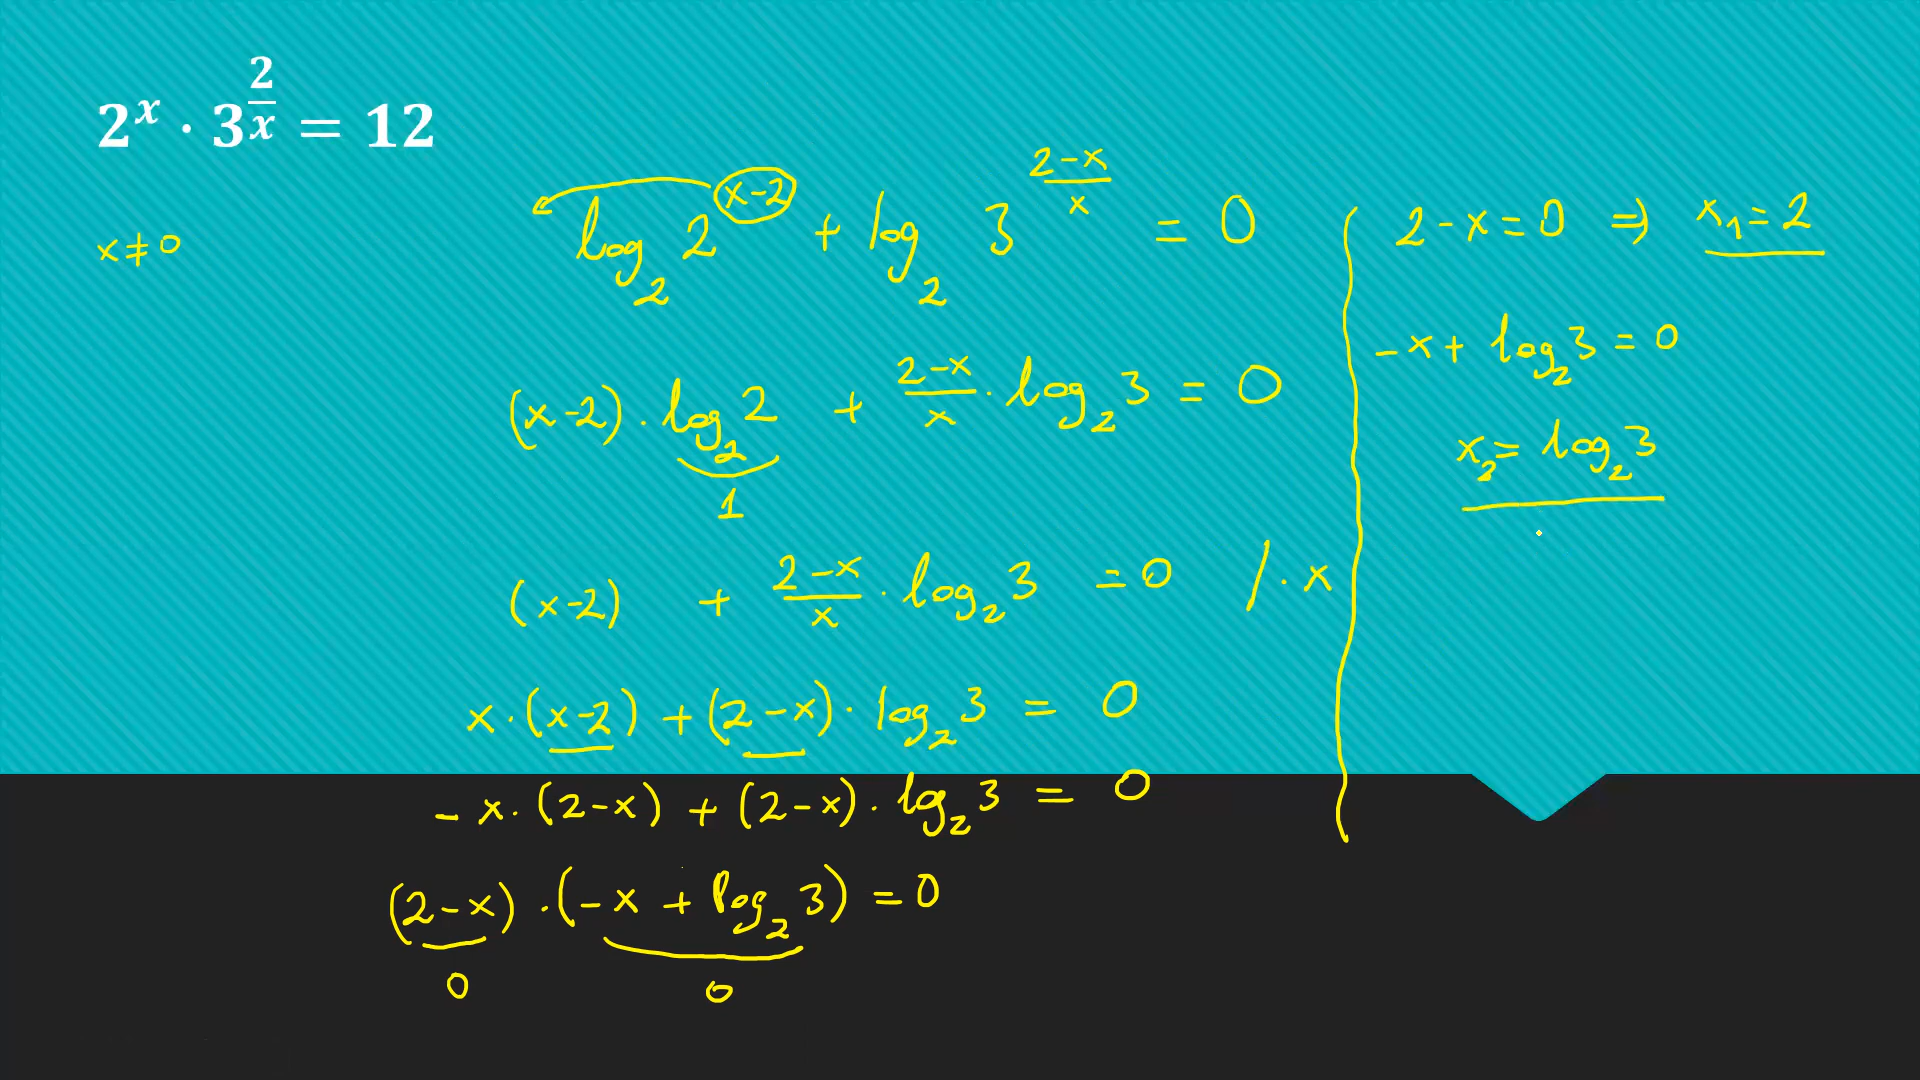 2^x · 3^(2/x) = 12
x ≠ 0
log_2 2^(x-2) + log_2 3^((2-x)/x) = 0
(x-2) · log_2 2 + (2-x)/x · log_2 3 = 0
1
(x-2) + (2-x)/x · log_2 3 = 0 / · x
x · (x-2) + (2-x) · log_2 3 = 0
- x · (2-x) + (2-x) · log_2 3 = 0
(2-x) · (-x + log_2 3) = 0
0 0
2-x = 0 ⇒ x_1 = 2
-x + log_2 3 = 0
x_2 = log_2 3